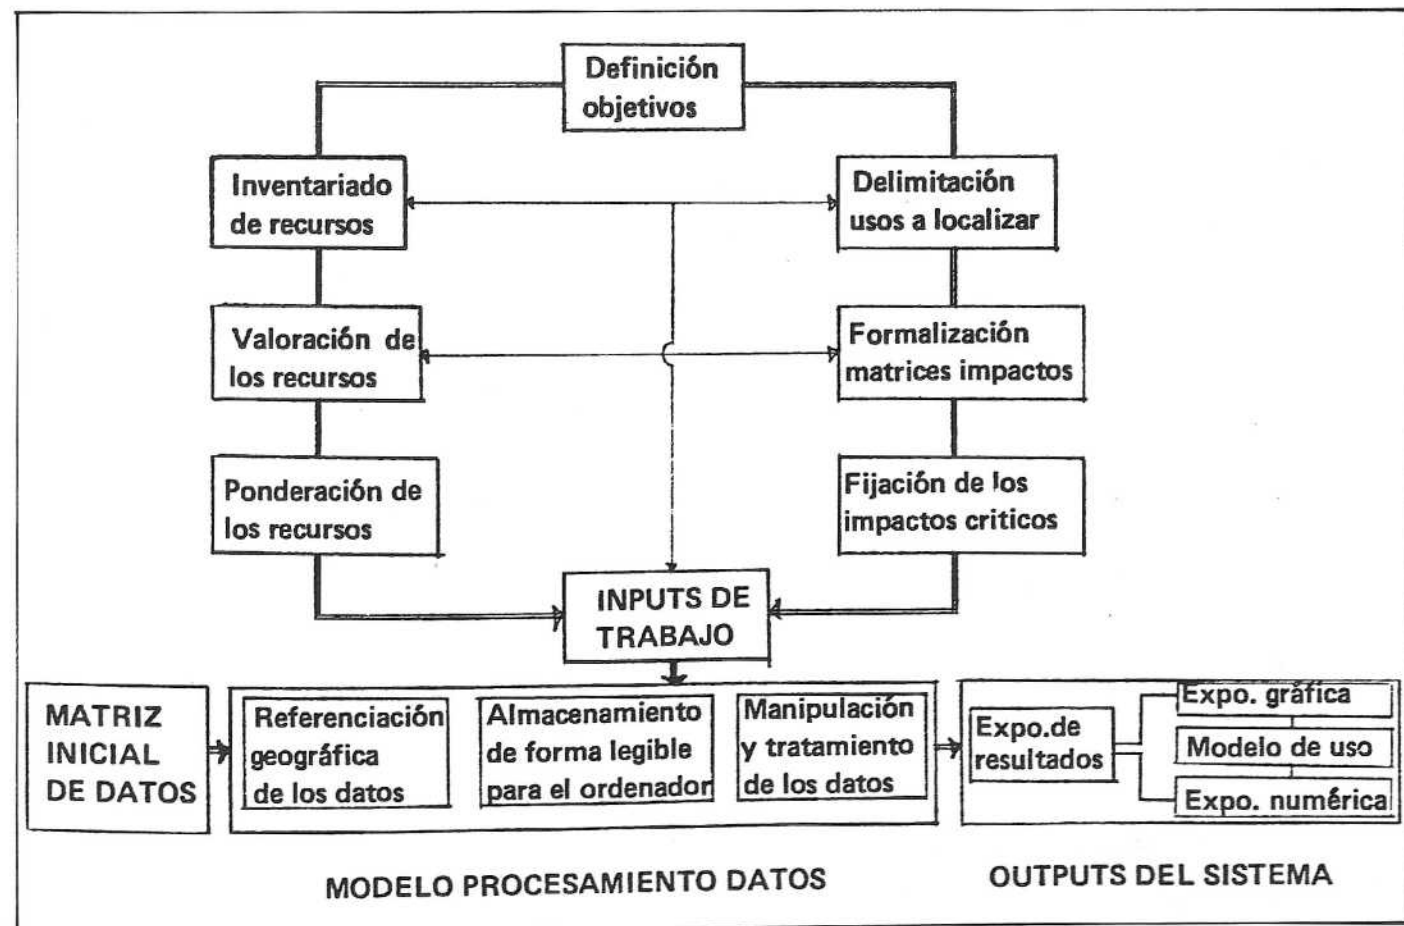 Definición
objetivos
Inventariado
de recursos
Delimitación
usos a localizar
Valoración de
los recursos
Formalización
matrices impactos
Ponderación de
los recursos
Fijación de los
impactos criticos
INPUTS DE
TRABAJO
MATRIZ
INICIAL
DE DATOS
Referenciación
geográfica
de los datos
Almacenamiento
de forma legible
para el ordenador
Manipulación
y tratamiento
de los datos
Expo.de
resultados
Expo. gráfica
Modelo de uso
Expo. numérica
MODELO PROCESAMIENTO DATOS
OUTPUTS DEL SISTEMA